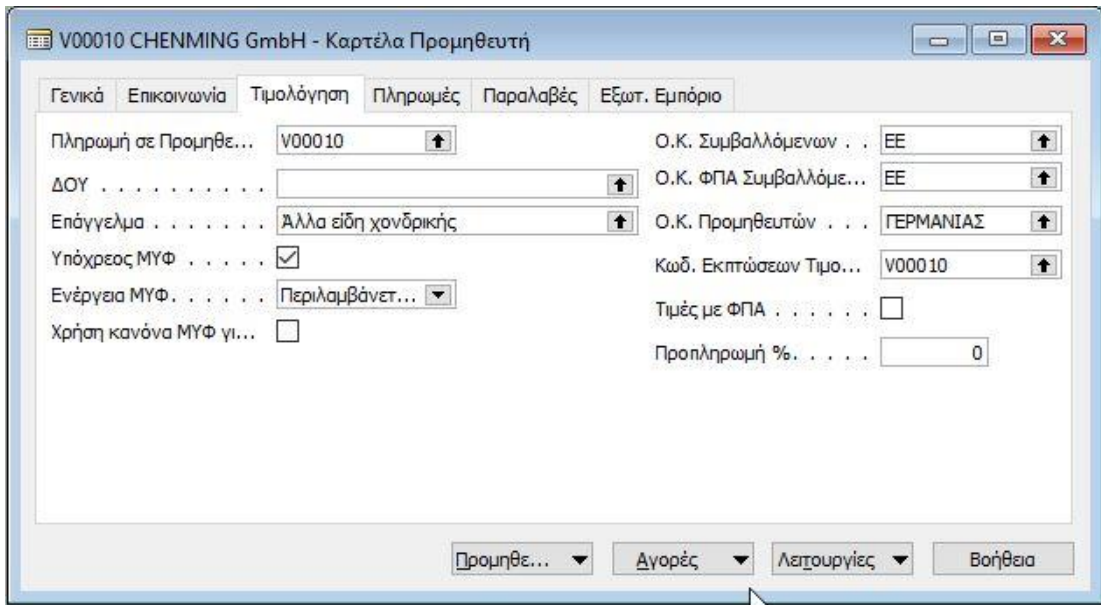 V00010 CHENMING GmbH - Καρτέλα Προμηθευτή
Γενικά Επικοινωνία Τιμολόγηση Πληρωμές Παραλαβές Εξωτ. Εμπόριο
Πληρωμή σε Προμηθε... V00010
ΔΟΥ . . . . . . . . . .
Επάγγελμα . . . . . . . Άλλα είδη χονδρικής
Υπόχρεος ΜΥΦ . . . . .
Ενέργεια ΜΥΦ. . . . . . Περιλαμβάνετ...
Χρήση κανόνα ΜΥΦ γι...
Ο.Κ. Συμβαλλόμενων . . ΕΕ
Ο.Κ. ΦΠΑ Συμβαλλόμε... ΕΕ
Ο.Κ. Προμηθευτών . . . ΓΕΡΜΑΝΙΑΣ
Κωδ. Εκπτώσεων Τιμο... V00010
Τιμές με ΦΠΑ . . . . . .
Προπληρωμή %. . . . . 0
Προμηθε... Αγορές Λειτουργίες Βοήθεια